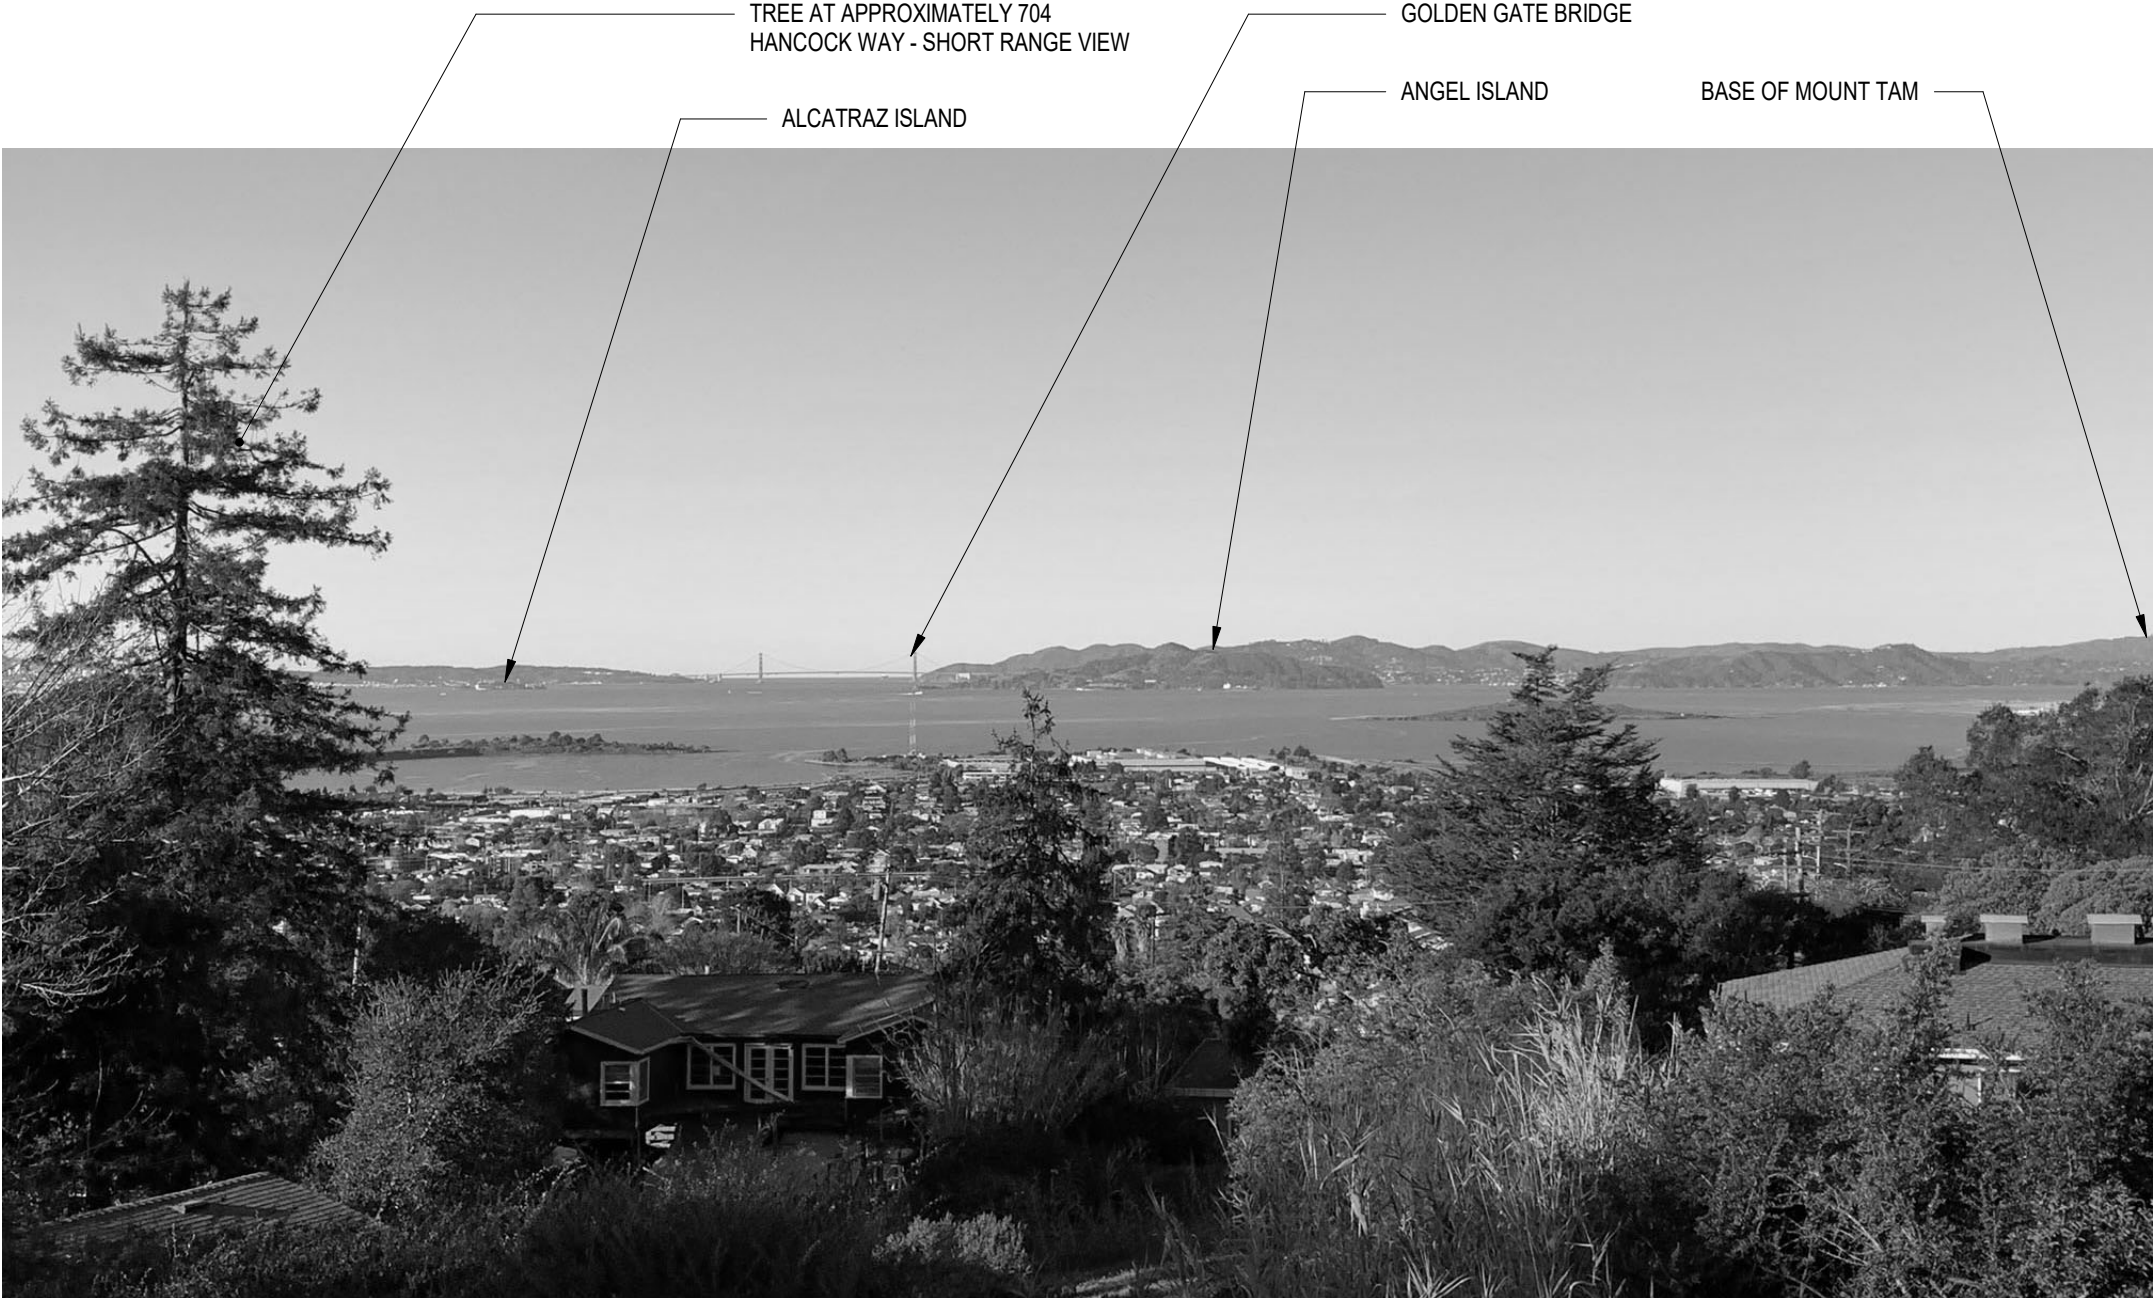 TREE AT APPROXIMATELY 704
HANCOCK WAY - SHORT RANGE VIEW
GOLDEN GATE BRIDGE
ALCATRAZ ISLAND
ANGEL ISLAND
BASE OF MOUNT TAM